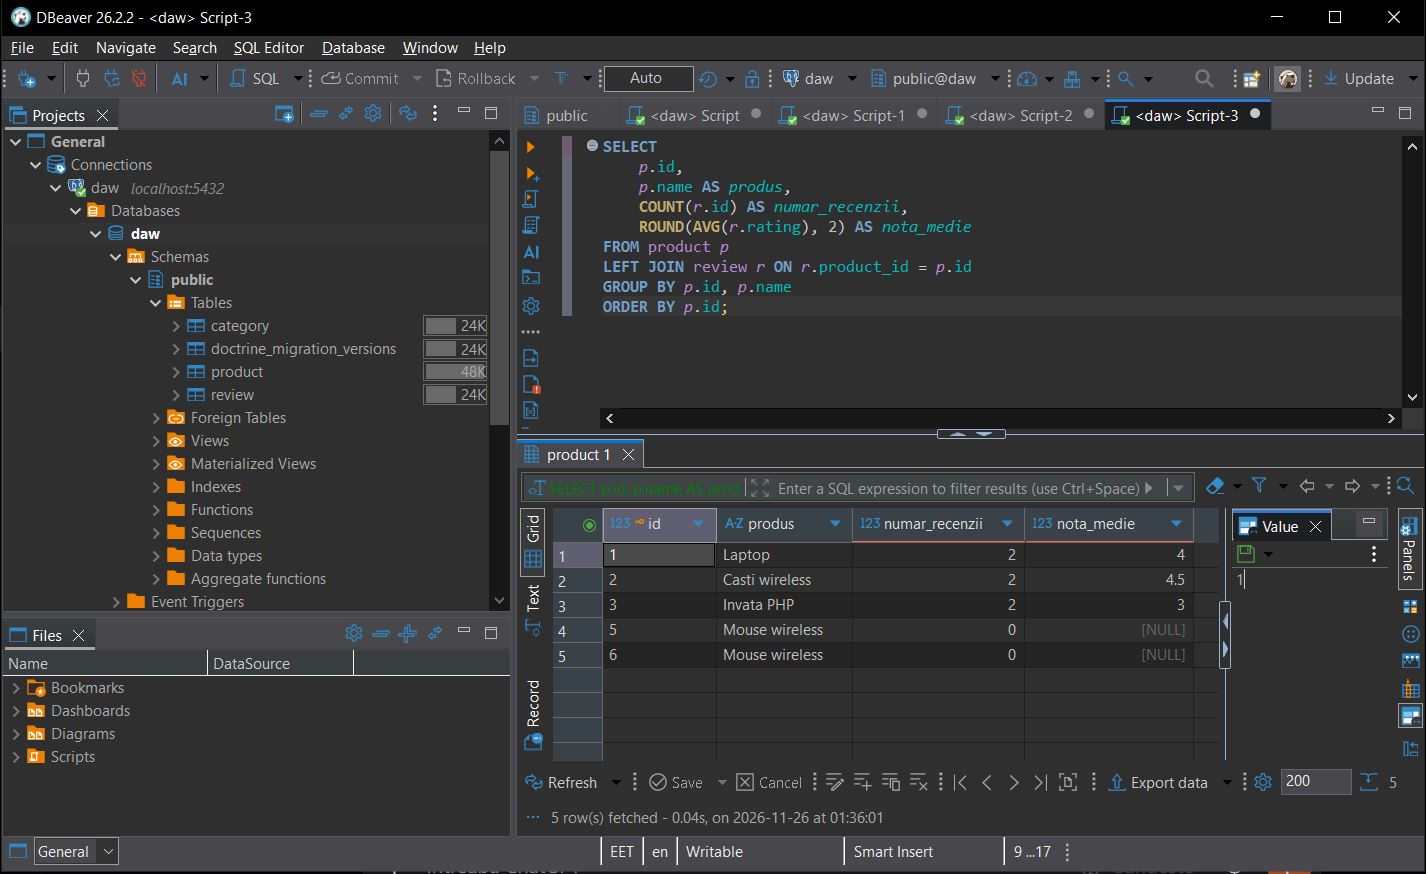 DBeaver 26.2.2 - <daw> Script-3
File Edit Navigate Search SQL Editor Database Window Help
AI SQL Commit Rollback T Auto daw public@daw Update
Projects
General
Connections
daw localhost:5432
Databases
daw
Schemas
public
Tables
category 24K
doctrine_migration_versions 24K
product 48K
review 24K
Foreign Tables
Views
Materialized Views
Indexes
Functions
Sequences
Data types
Aggregate functions
Event Triggers
Files
Name DataSource
Bookmarks
Dashboards
Diagrams
Scripts
public <daw> Script <daw> Script-1 <daw> Script-2 <daw> Script-3
AI
SELECT
p.id,
p.name AS produs,
COUNT(r.id) AS numar_recenzii,
ROUND(AVG(r.rating), 2) AS nota_medie
FROM product p
LEFT JOIN review r ON r.product_id = p.id
GROUP BY p.id, p.name
ORDER BY p.id;
product 1
SELECT p.id, p.name AS prod Enter a SQL expression to filter results (use Ctrl+Space)
Grid
Text
Record
123 id A-Z produs 123 numar_recenzii 123 nota_medie
1 1 Laptop 2 4
2 2 Casti wireless 2 4.5
3 3 Invata PHP 2 3
4 5 Mouse wireless 0 [NULL]
5 6 Mouse wireless 0 [NULL]
Value
1
Panels
Refresh Save Cancel Export data 200 5
5 row(s) fetched - 0.04s, on 2026-11-26 at 01:36:01
General EET en Writable Smart Insert 9 ...17